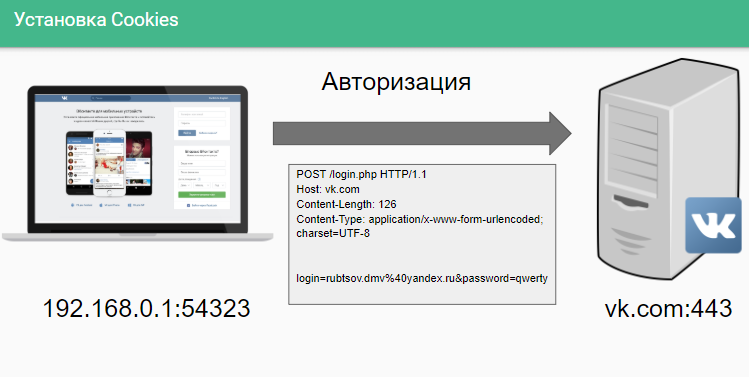 Установка Cookies
Авторизация
POST /login.php HTTP/1.1
Host: vk.com
Content-Length: 126
Content-Type: application/x-www-form-urlencoded;
charset=UTF-8
login=rubtsov.dmv%40yandex.ru&password=qwerty
192.168.0.1:54323
vk.com:443